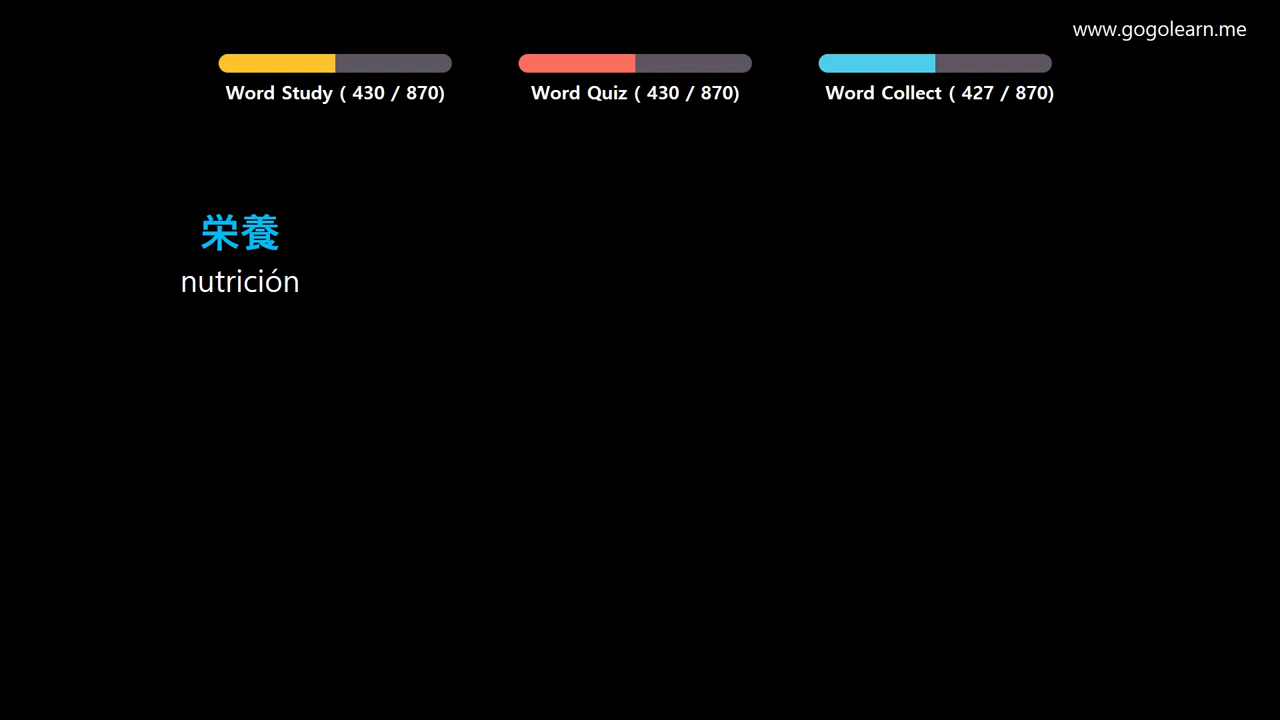 www.gogolearn.me
Word Study ( 430 / 870)
Word Quiz ( 430 / 870)
Word Collect ( 427 / 870)
栄養
nutrición